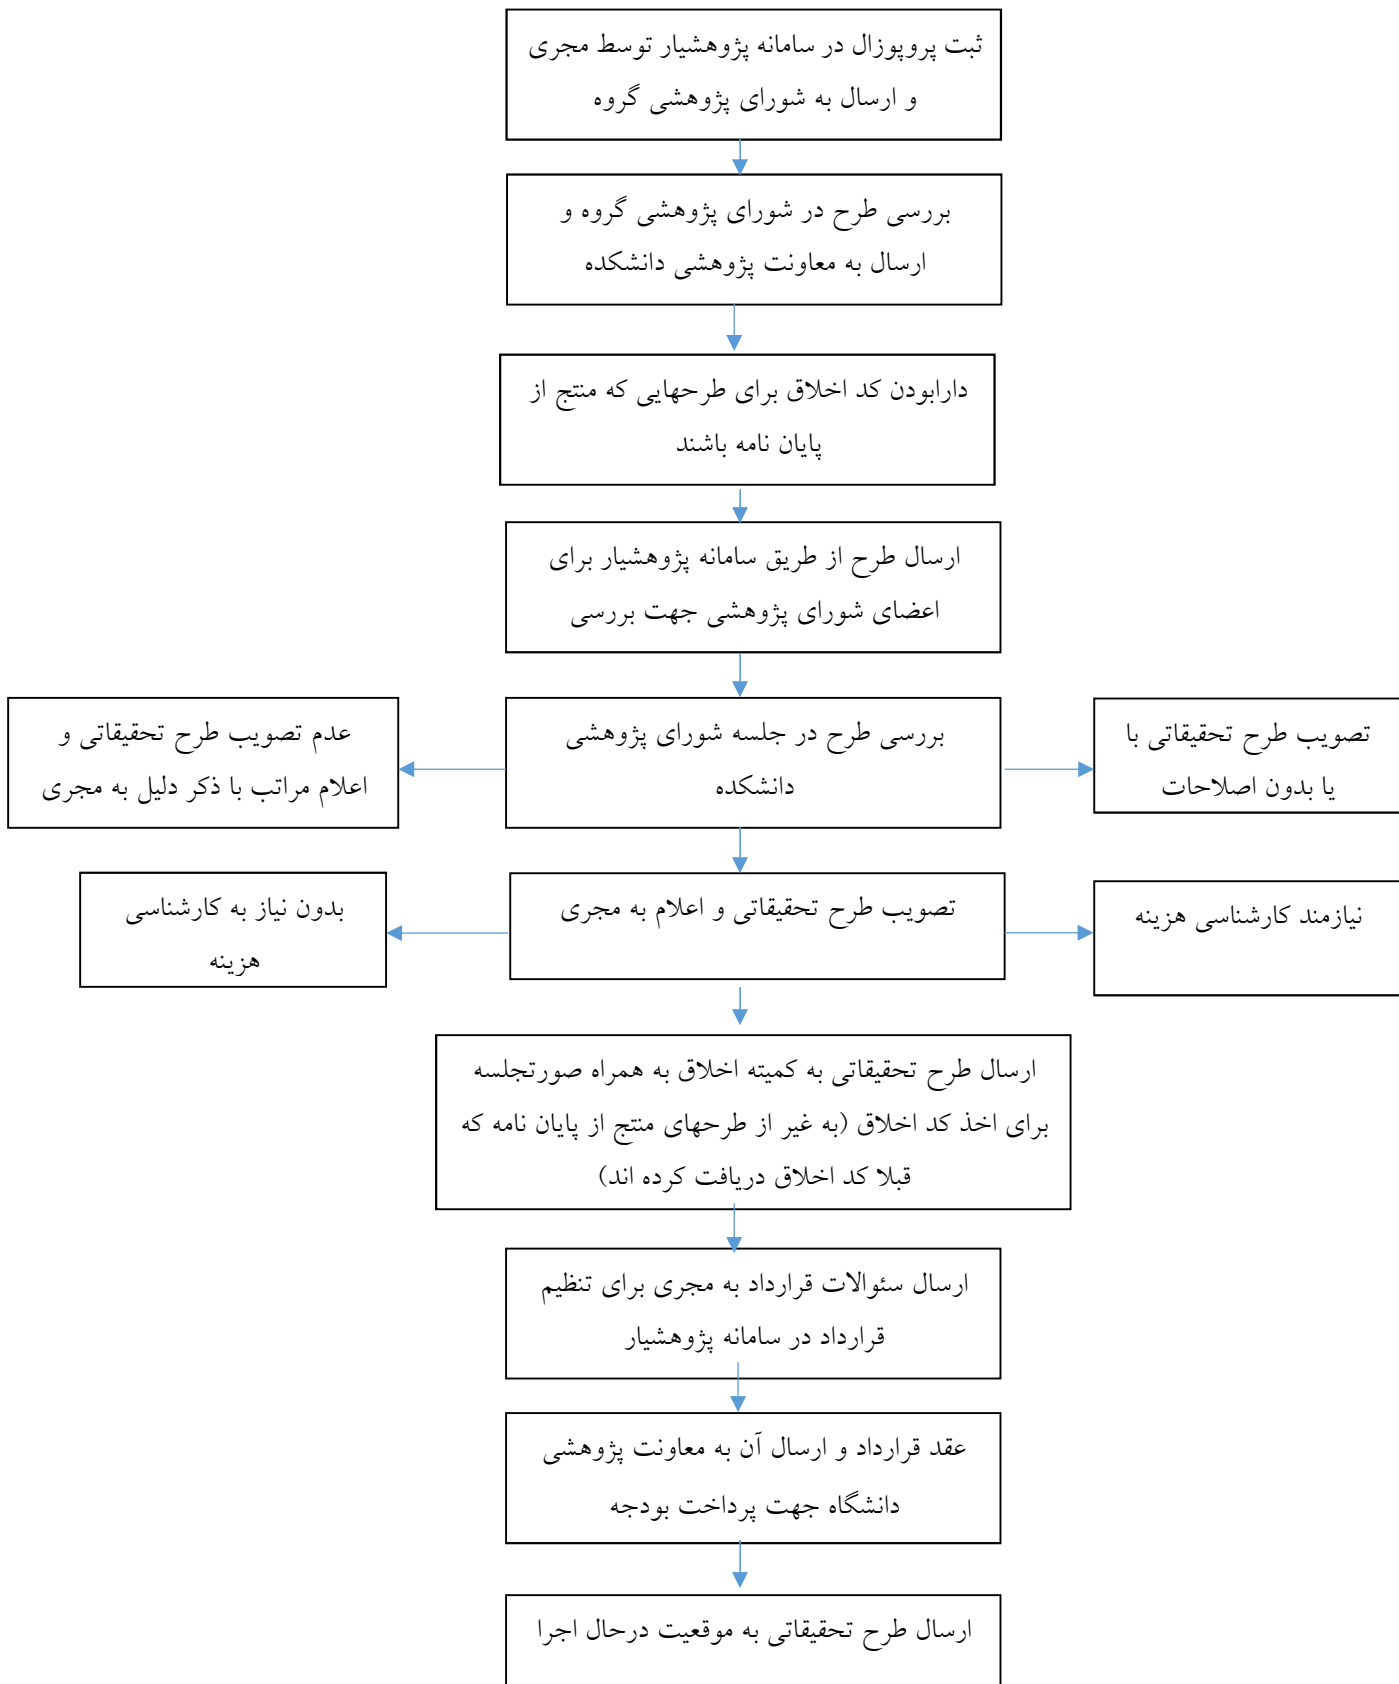 ثبت پروپوزال در سامانه پژوهشیار توسط مجری
و ارسال به شورای پژوهشی گروه
بررسی طرح در شورای پژوهشی گروه و
ارسال به معاونت پژوهشی دانشکده
دارابودن کد اخلاق برای طرحهایی که منتج از
پایان نامه باشند
ارسال طرح از طریق سامانه پژوهشیار برای
اعضای شورای پژوهشی جهت بررسی
تصویب طرح تحقیقاتی با
یا بدون اصلاحات
بررسی طرح در جلسه شورای پژوهشی
دانشکده
عدم تصویب طرح تحقیقاتی و
اعلام مراتب با ذکر دلیل به مجری
نیازمند کارشناسی هزینه
تصویب طرح تحقیقاتی و اعلام به مجری
بدون نیاز به کارشناسی
هزینه
ارسال طرح تحقیقاتی به کمیته اخلاق به همراه صورتجلسه
برای اخذ کد اخلاق (به غیر از طرحهای منتج از پایان نامه که
قبلا کد اخلاق دریافت کرده اند)
ارسال سئوالات قرارداد به مجری برای تنظیم
قرارداد در سامانه پژوهشیار
عقد قرارداد و ارسال آن به معاونت پژوهشی
دانشگاه جهت پرداخت بودجه
ارسال طرح تحقیقاتی به موقعیت درحال اجرا